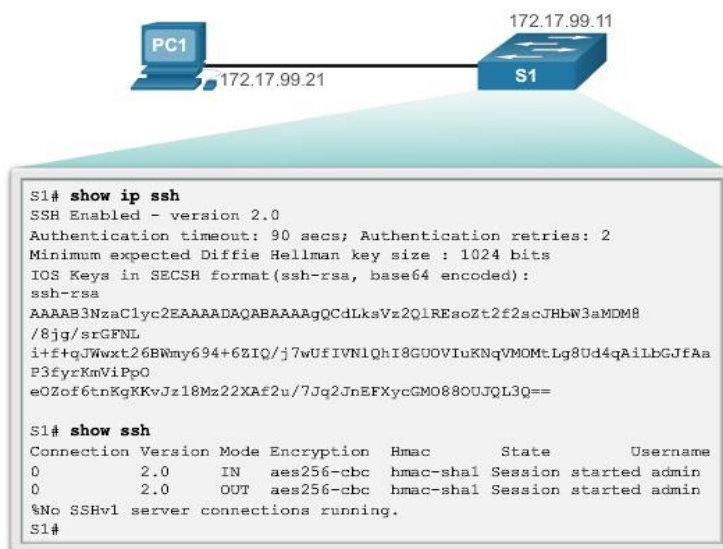 172.17.99.11
PC1
172.17.99.21
S1
S1# show ip ssh
SSH Enabled - version 2.0
Authentication timeout: 90 secs; Authentication retries: 2
Minimum expected Diffie Hellman key size : 1024 bits
IOS Keys in SECSH format(ssh-rsa, base64 encoded):
ssh-rsa
AAAAB3NzaC1yc2EAAAADAQABAAAAgQCdLksVz2QlREsoZt2f2scJHbW3aMDM8
/8jg/srGFNL
i+f+qJWwxt26BWmy694+6ZIQ/j7wUfIVNlQhI8GUOVIuKNqVMOMtLg8Ud4qAiLbGJfAa
P3fyrKmViPpO
eOZof6tnKgKKvJz18Mz22XAf2u/7Jq2JnEFXycGMO88OUJQL3Q==
S1# show ssh
Connection Version Mode Encryption Hmac State Username
0 2.0 IN aes256-cbc hmac-sha1 Session started admin
0 2.0 OUT aes256-cbc hmac-sha1 Session started admin
%No SSHv1 server connections running.
S1#